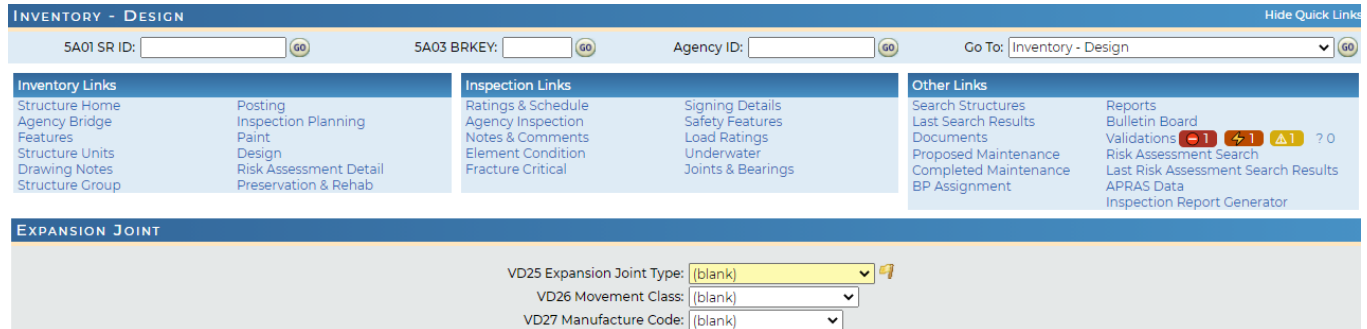 INVENTORY - DESIGN Hide Quick Links
5A01 SR ID: GO 5A03 BRKEY: GO Agency ID: GO Go To: Inventory - Design GO
Inventory Links Inspection Links Other Links
Structure Home Posting Ratings & Schedule Signing Details Search Structures Reports
Agency Bridge Inspection Planning Agency Inspection Safety Features Last Search Results Bulletin Board
Features Paint Notes & Comments Load Ratings Documents Validations 1 1 1 ? 0
Structure Units Design Element Condition Underwater Proposed Maintenance Risk Assessment Search
Drawing Notes Risk Assessment Detail Fracture Critical Joints & Bearings Completed Maintenance Last Risk Assessment Search Results
Structure Group Preservation & Rehab BP Assignment APRAS Data
Inspection Report Generator
EXPANSION JOINT
VD25 Expansion Joint Type: (blank)
VD26 Movement Class: (blank)
VD27 Manufacture Code: (blank)